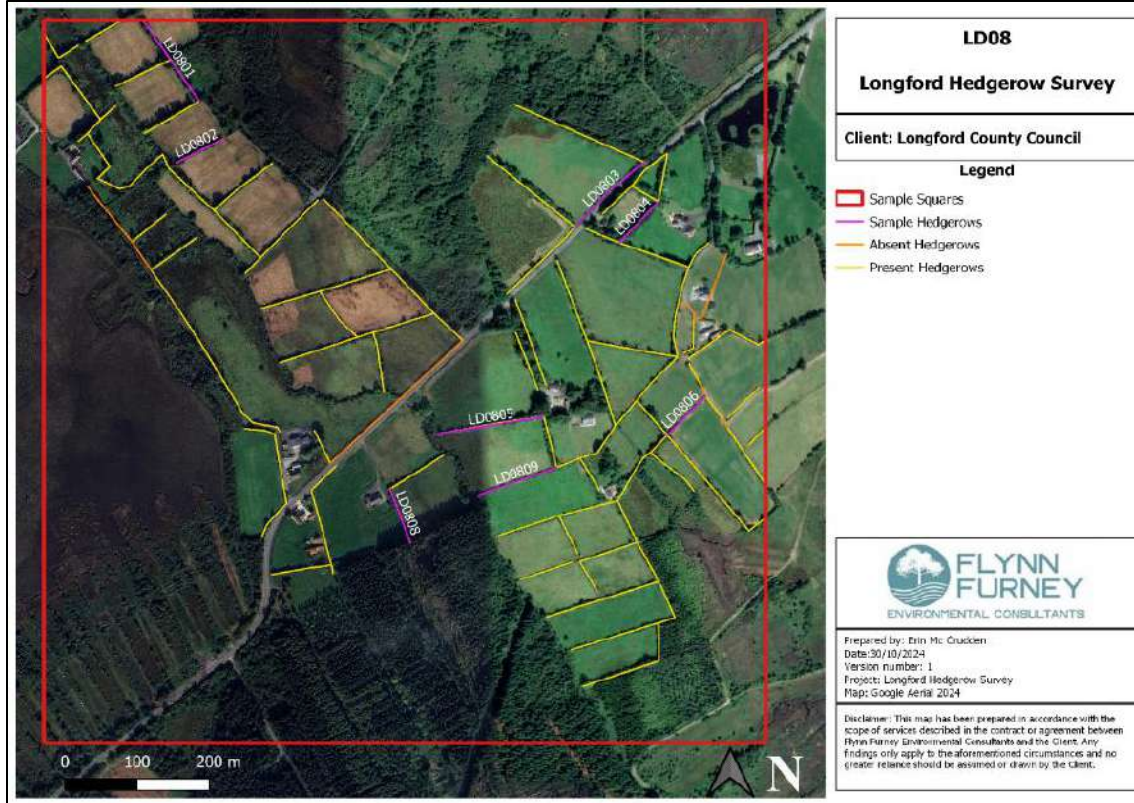 LD08
Longford Hedgerow Survey
Client: Longford County Council
Legend
Sample Squares
Sample Hedgerows
Absent Hedgerows
Present Hedgerows
LD0801
LD0802
LD0803
LD0804
LD0805
LD0806
LD0809
LD0808
0 100 200 m
N
FLYNN
FURNEY
ENVIRONMENTAL CONSULTANTS
Prepared by: Erin Mc Crudden
Date:30/10/2024
Version number: 1
Project: Longford Hedgerow Survey
Map: Google Aerial 2024
Disclaimer: This map has been prepared in accordance with the
scope of services described in the contract or agreement between
Flynn Furney Environmental Consultants and the Client. Any
findings only apply to the aforementioned circumstances and no
greater reliance should be assumed or drawn by the Client.